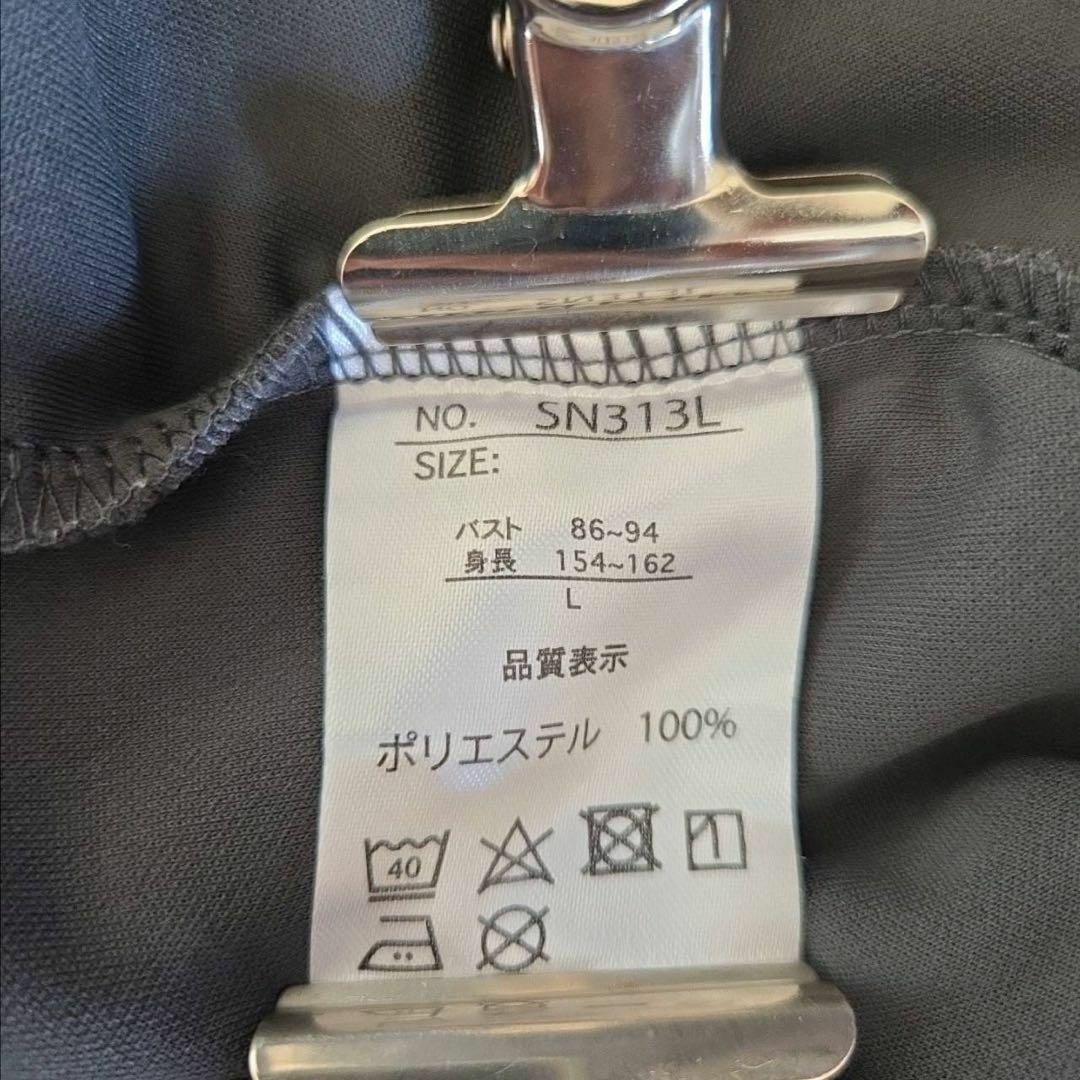 NO. SN313L
SIZE:
バスト 86~94
身長 154~162
L
品質表示
ポリエステル 100%
40